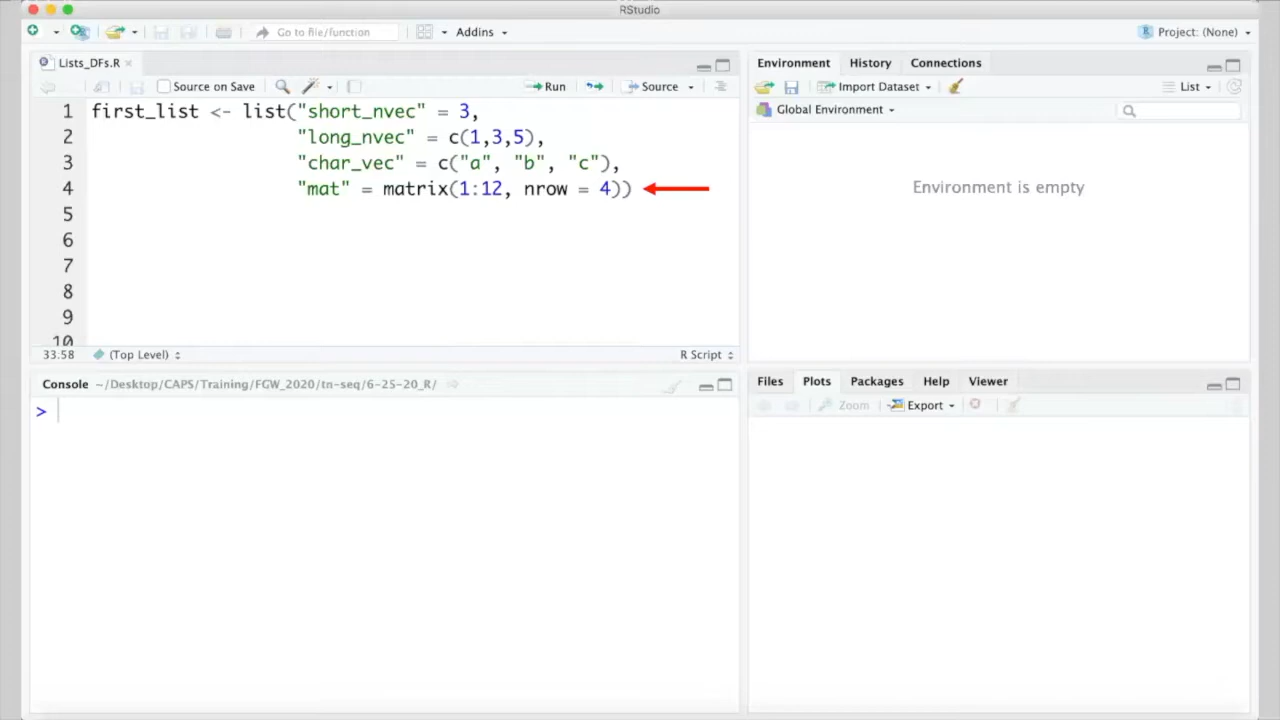 RStudio
Go to file/function
Addins
Project: (None)
Lists_DFs.R
Source on Save
Run
Source
1 first_list <- list("short_nvec" = 3,
2 "long_nvec" = c(1,3,5),
3 "char_vec" = c("a", "b", "c"),
4 "mat" = matrix(1:12, nrow = 4))
5
6
7
8
9
10
33:58 (Top Level) R Script
Console ~/Desktop/CAPS/Training/FGW_2020/tn-seq/6-25-20_R/
>
Environment History Connections
Import Dataset List
Global Environment
Environment is empty
Files Plots Packages Help Viewer
Zoom Export